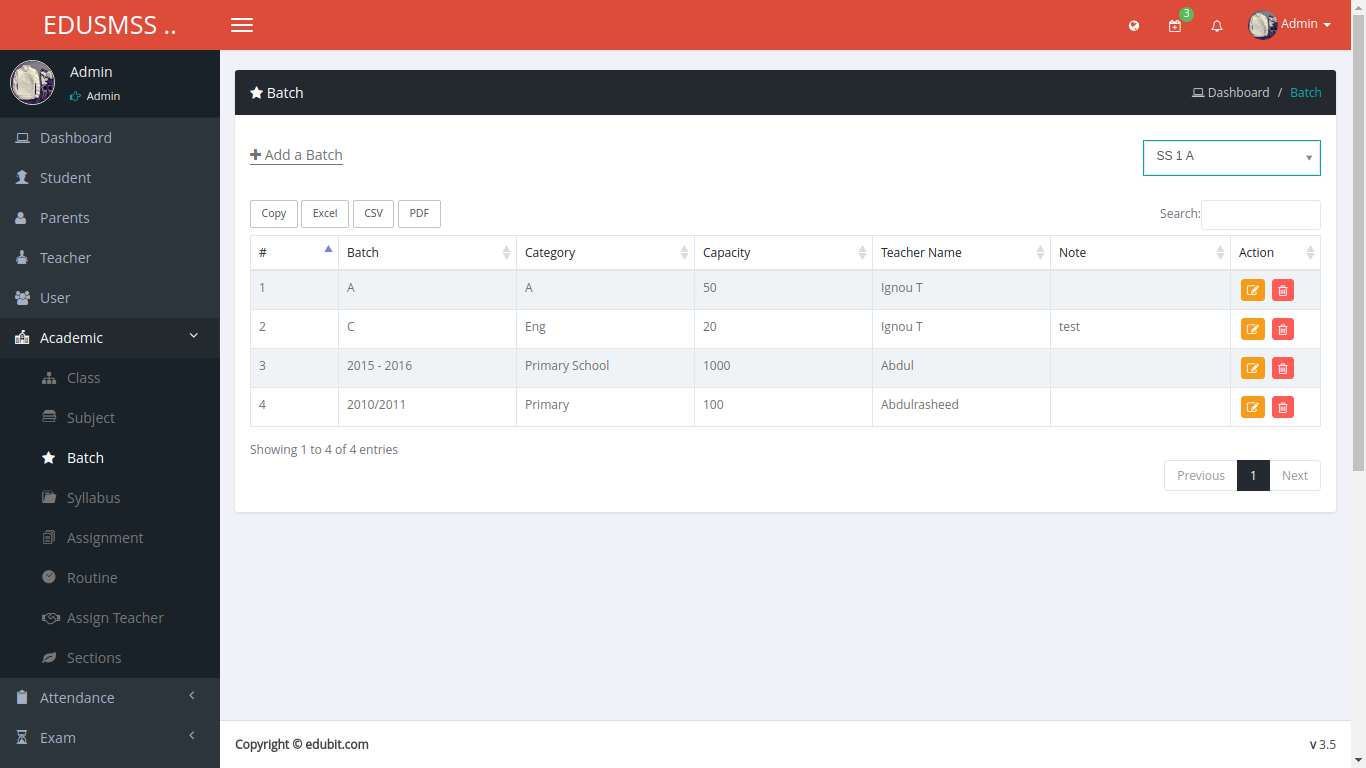 EDUSMSS ..
3
Admin
Admin
Admin
Dashboard
Student
Parents
Teacher
User
Academic
Class
Subject
Batch
Syllabus
Assignment
Routine
Assign Teacher
Sections
Attendance
Exam
Batch
Dashboard / Batch
Add a Batch
SS 1 A
Copy Excel CSV PDF
Search:
# Batch Category Capacity Teacher Name Note Action
1 A A 50 Ignou T
2 C Eng 20 Ignou T test
3 2015 - 2016 Primary School 1000 Abdul
4 2010/2011 Primary 100 Abdulrasheed
Showing 1 to 4 of 4 entries
Previous 1 Next
Copyright © edubit.com
v 3.5